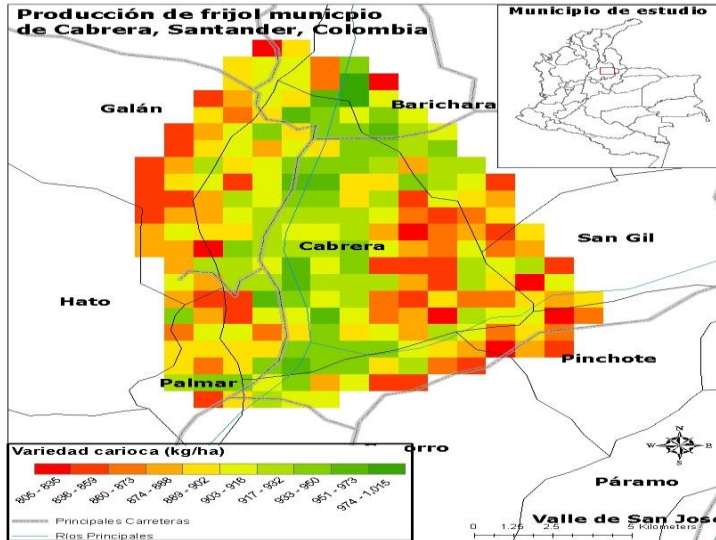 Producción de frijol municpio
de Cabrera, Santander, Colombia
Municipio de estudio
Galán
Barichara
Cabrera
San Gil
Hato
Pinchote
Palmar
orro
Páramo
Valle de San José
N
W E
S
Variedad carioca (kg/ha)
805 - 835
836 - 859
860 - 873
874 - 888
889 - 902
903 - 916
917 - 932
933 - 950
951 - 973
974 - 1,015
Principales Carreteras
Ríos Principales
0 1.25 2.5 5 Kilometers